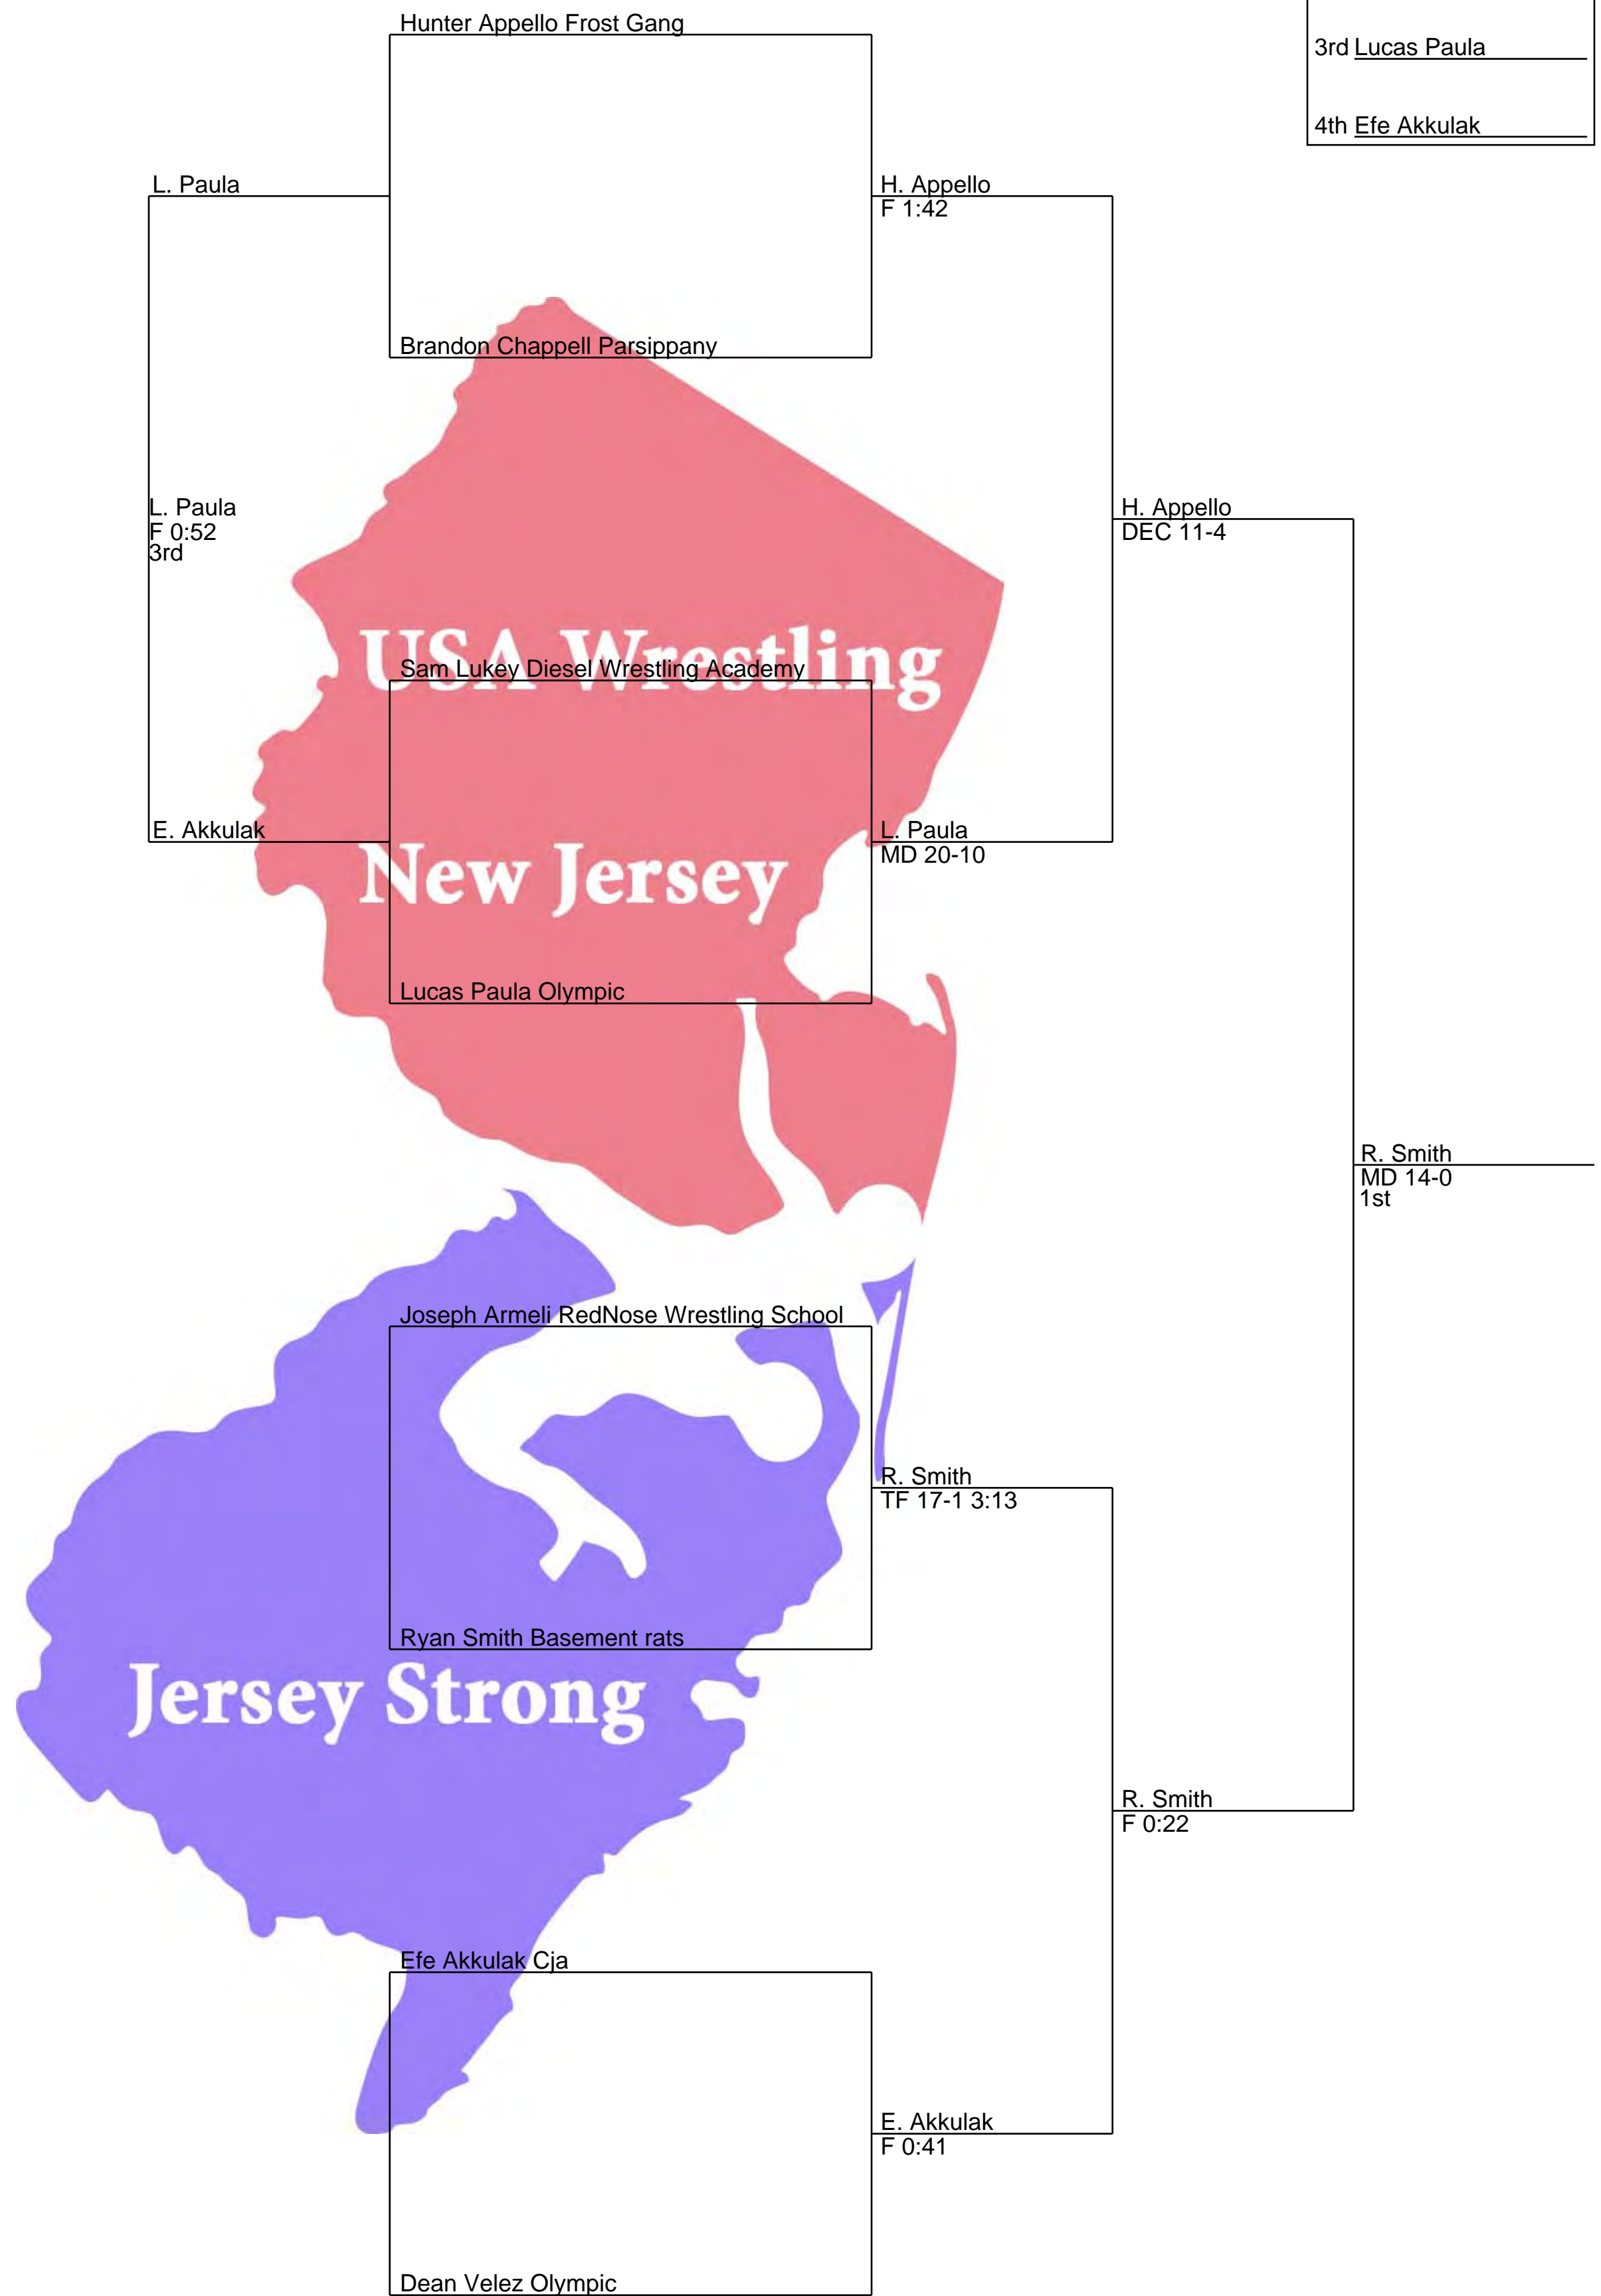 Hunter Appello Frost Gang
3rd Lucas Paula
4th Efe Akkulak
L. Paula
H. Appello
F 1:42
Brandon Chappell Parsippany
L. Paula
F 0:52
3rd
H. Appello
DEC 11-4
USA Wrestling
Sam Lukey Diesel Wrestling Academy
E. Akkulak
New Jersey
L. Paula
MD 20-10
Lucas Paula Olympic
R. Smith
MD 14-0
1st
Joseph Armeli RedNose Wrestling School
R. Smith
TF 17-1 3:13
Ryan Smith Basement rats
Jersey Strong
R. Smith
F 0:22
Efe Akkulak Cja
E. Akkulak
F 0:41
Dean Velez Olympic